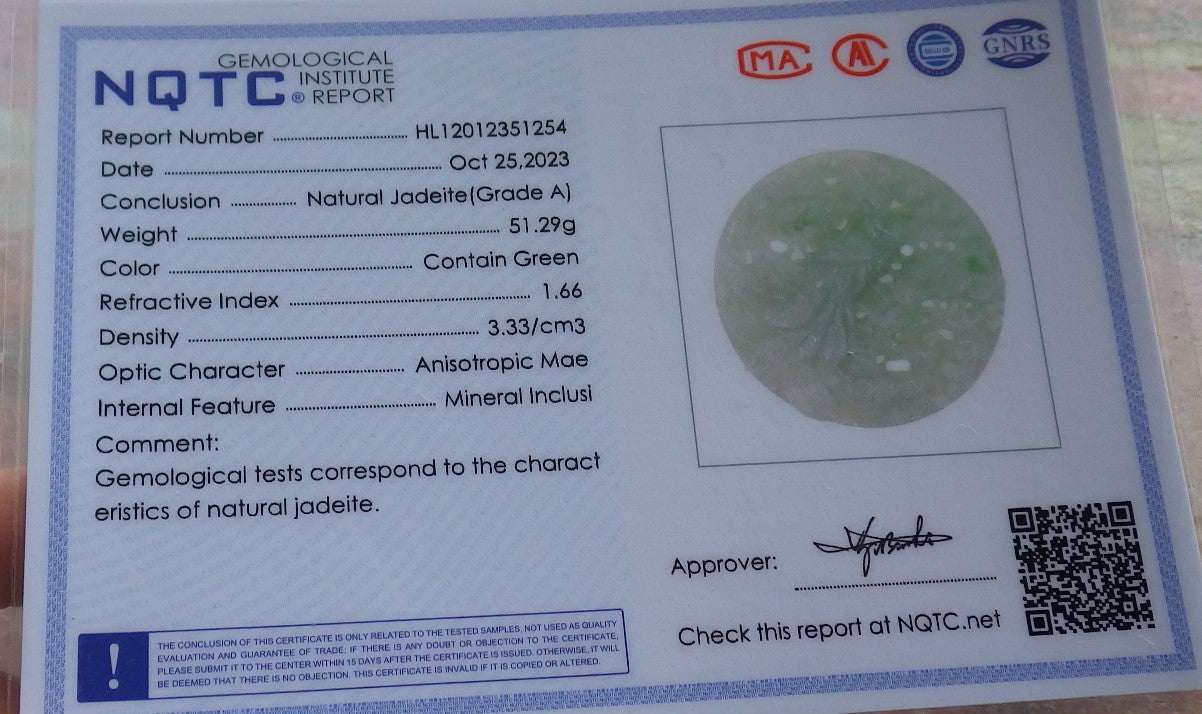 GEMOLOGICAL
NQTC® INSTITUTE
REPORT
MA
GNRS
Report Number ........ HL12012351254
Date ........ Oct 25,2023
Conclusion ........ Natural Jadeite(Grade A)
Weight ........ 51.29g
Color ........ Contain Green
Refractive Index ........ 1.66
Density ........ 3.33/cm3
Optic Character ........ Anisotropic Mae
Internal Feature ........ Mineral Inclusi
Comment:
Gemological tests correspond to the charact
eristics of natural jadeite.
Approver:
Check this report at NQTC.net
! THE CONCLUSION OF THIS CERTIFICATE IS ONLY RELATED TO THE TESTED SAMPLES, NOT USED AS QUALITY
EVALUATION AND GUARANTEE OF TRADE; IF THERE IS ANY DOUBT OR OBJECTION TO THE CERTIFICATE,
PLEASE SUBMIT IT TO THE CENTER WITHIN 15 DAYS AFTER THE CERTIFICATE IS ISSUED. OTHERWISE, IT WILL
BE DEEMED THAT THERE IS NO OBJECTION. THIS CERTIFICATE IS INVALID IF IT IS COPIED OR ALTERED.